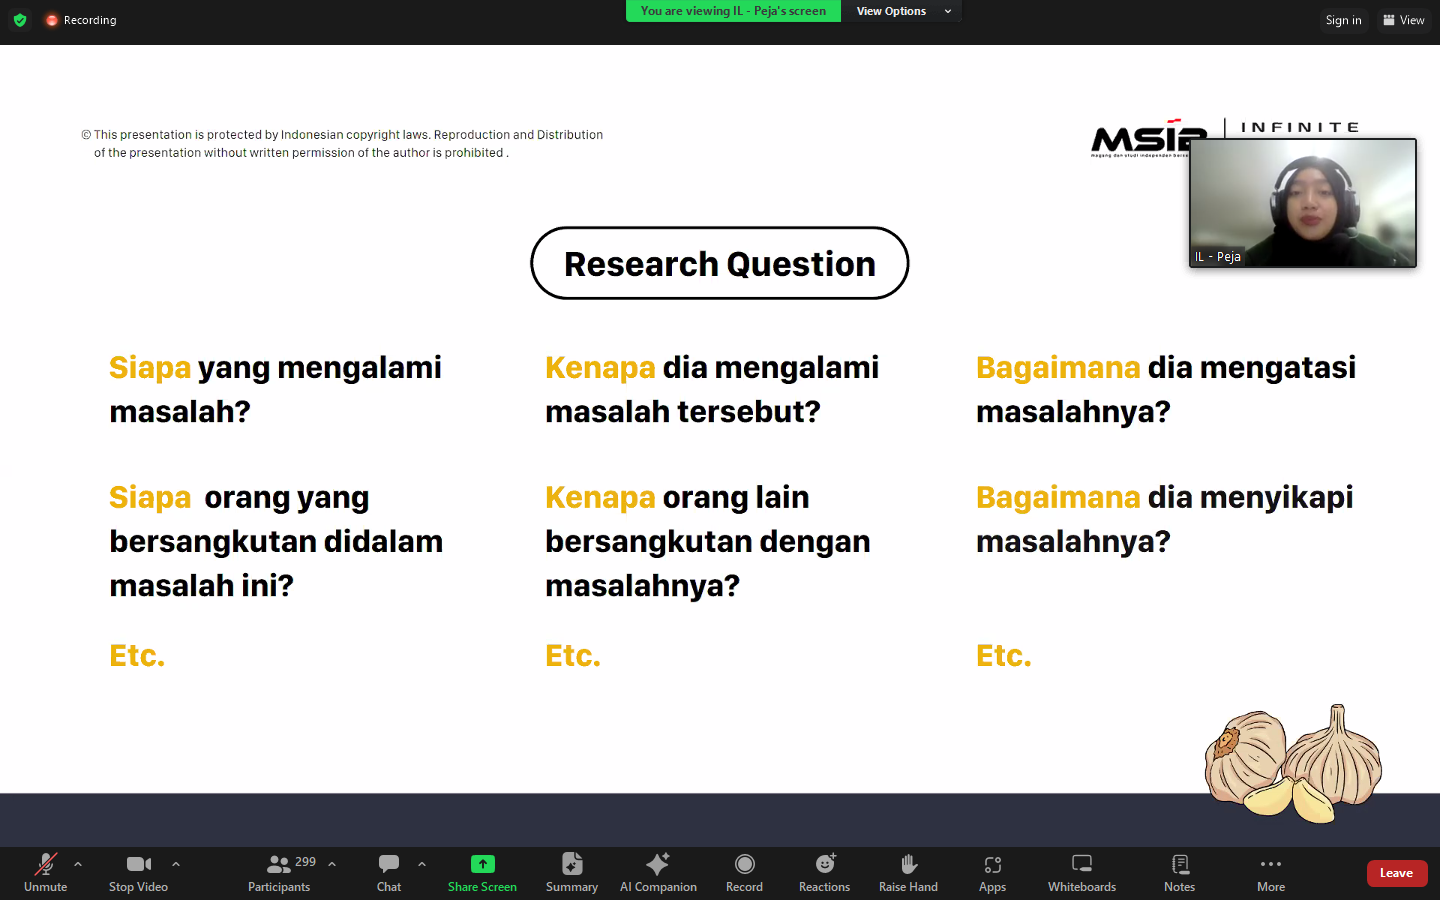 Recording
You are viewing IL - Peja's screen
View Options
Sign in
View
© This presentation is protected by Indonesian copyright laws. Reproduction and Distribution
of the presentation without written permission of the author is prohibited .
MSIB
INFINITE
IL - Peja
Research Question
Siapa yang mengalami
masalah?
Siapa orang yang
bersangkutan didalam
masalah ini?
Etc.
Kenapa dia mengalami
masalah tersebut?
Kenapa orang lain
bersangkutan dengan
masalahnya?
Etc.
Bagaimana dia mengatasi
masalahnya?
Bagaimana dia menyikapi
masalahnya?
Etc.
Unmute
Stop Video
299
Participants
Chat
Share Screen
Summary
AI Companion
Record
Reactions
Raise Hand
Apps
Whiteboards
Notes
More
Leave